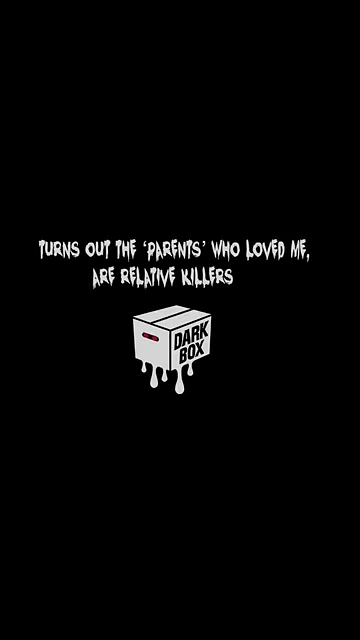 TURNS OUT THE ‘PARENTS’ WHO LOVED ME,
ARE RELATIVE KILLERS
DARK
BOX